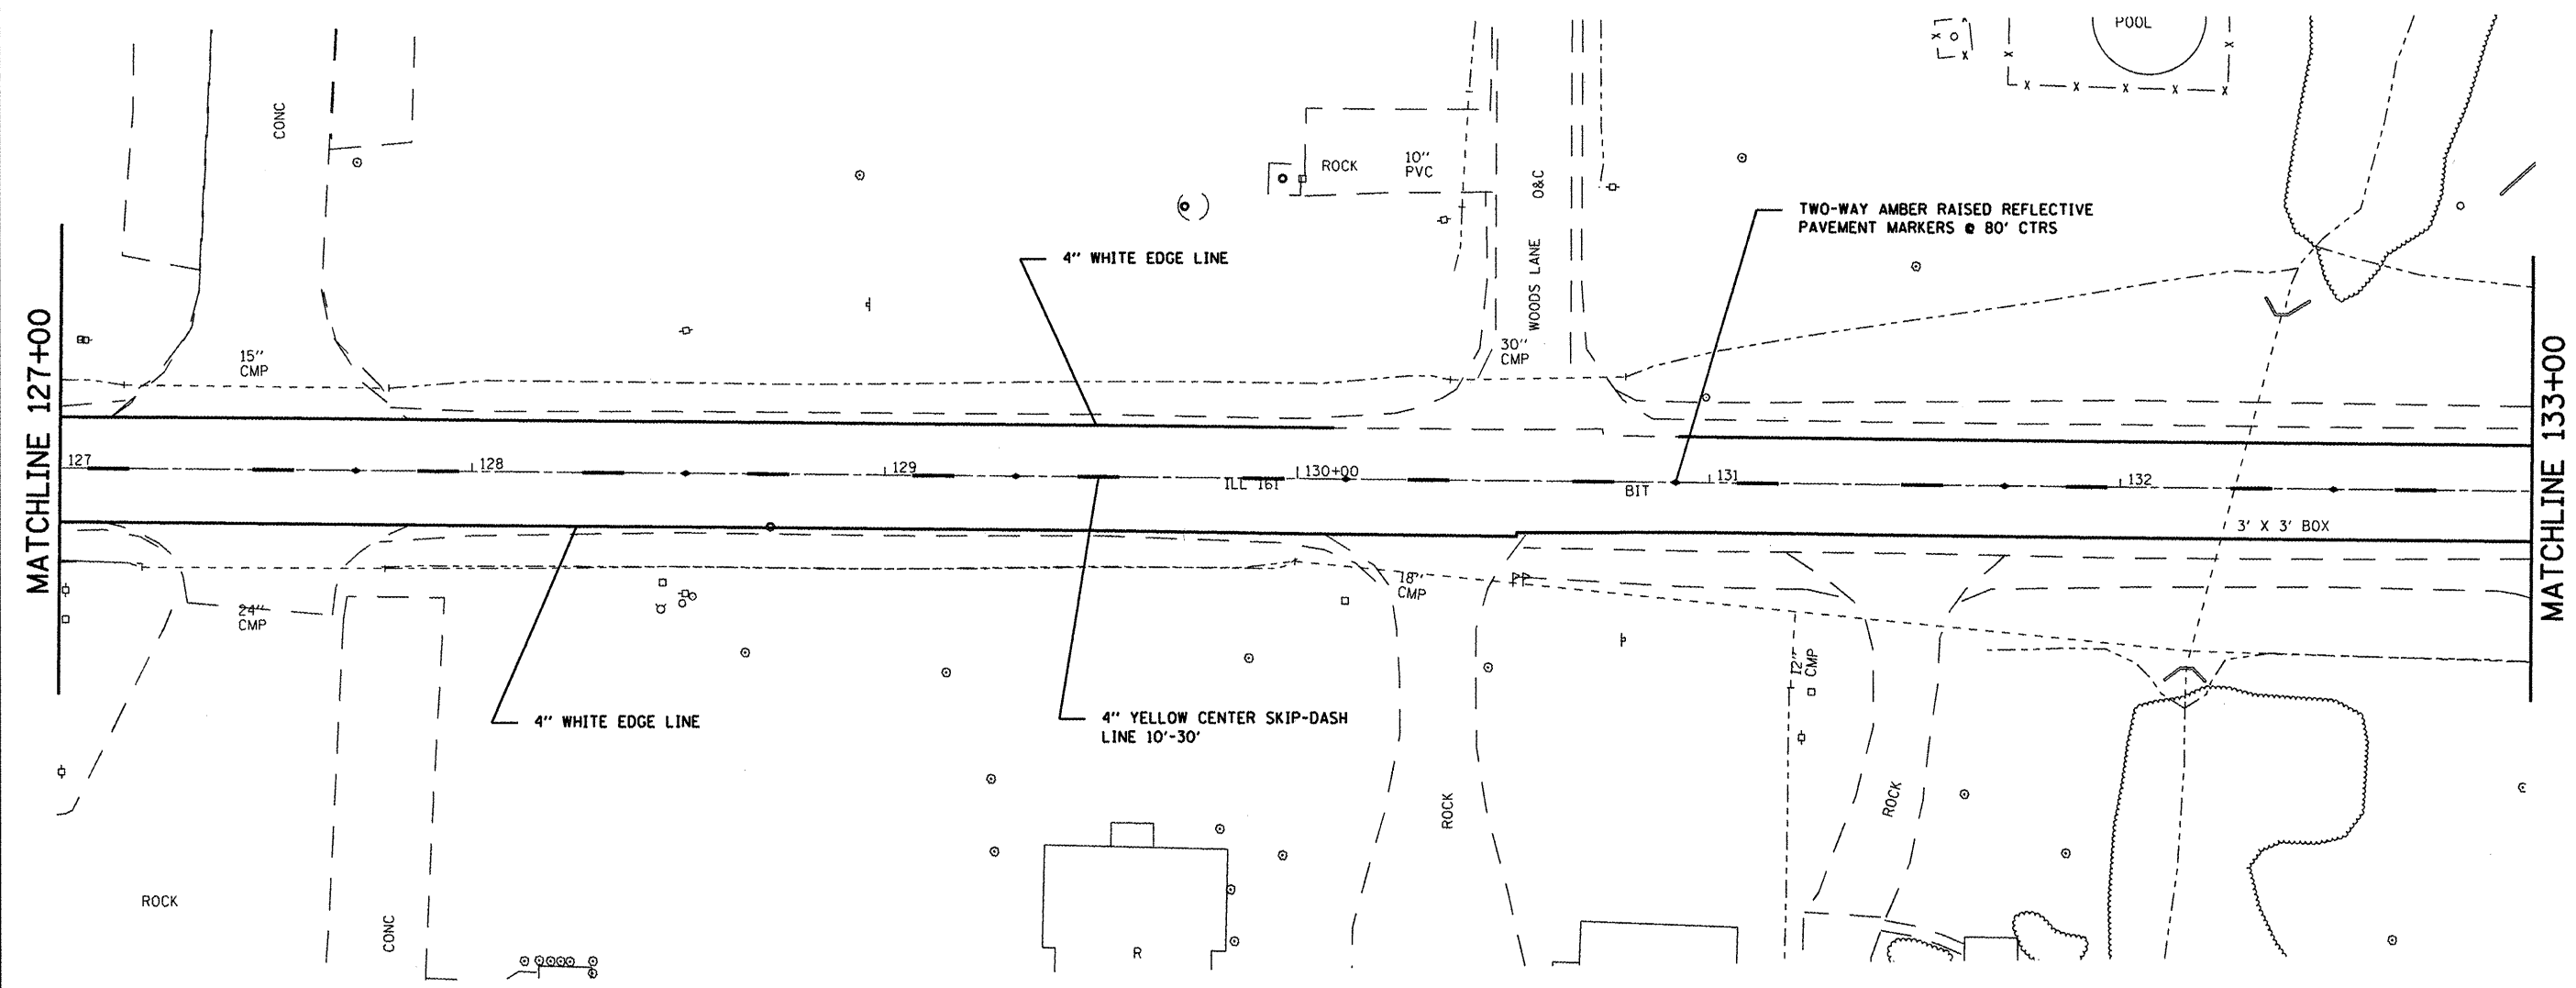 POOL
CONC
ROCK
10"
PVC
O&C
WOODS LANE
TWO-WAY AMBER RAISED REFLECTIVE
PAVEMENT MARKERS @ 80' CTRS
4" WHITE EDGE LINE
MATCHLINE 127+00
MATCHLINE 133+00
15"
CMP
30"
CMP
127
128
129
130+00
131
132
ILL 161
BIT
3' X 3' BOX
24"
CMP
18"
CMP
12"
CMP
4" WHITE EDGE LINE
4" YELLOW CENTER SKIP-DASH
LINE 10'-30'
ROCK
ROCK
ROCK
CONC
R